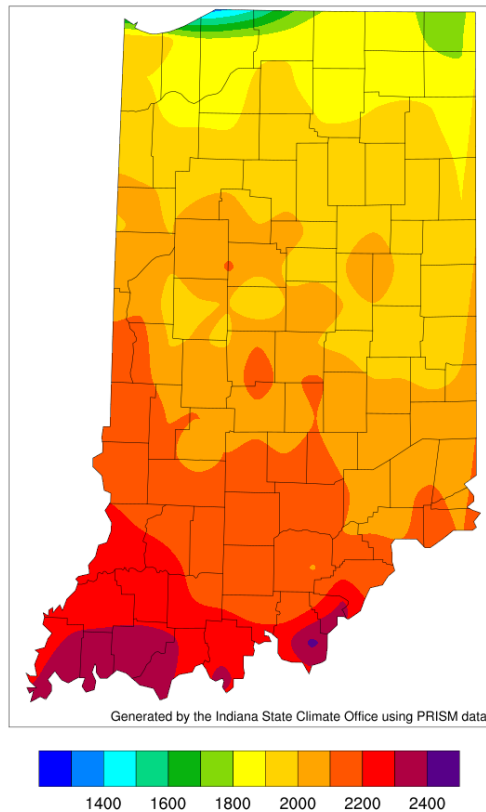 Generated by the Indiana State Climate Office using PRISM data
1400 1600 1800 2000 2200 2400